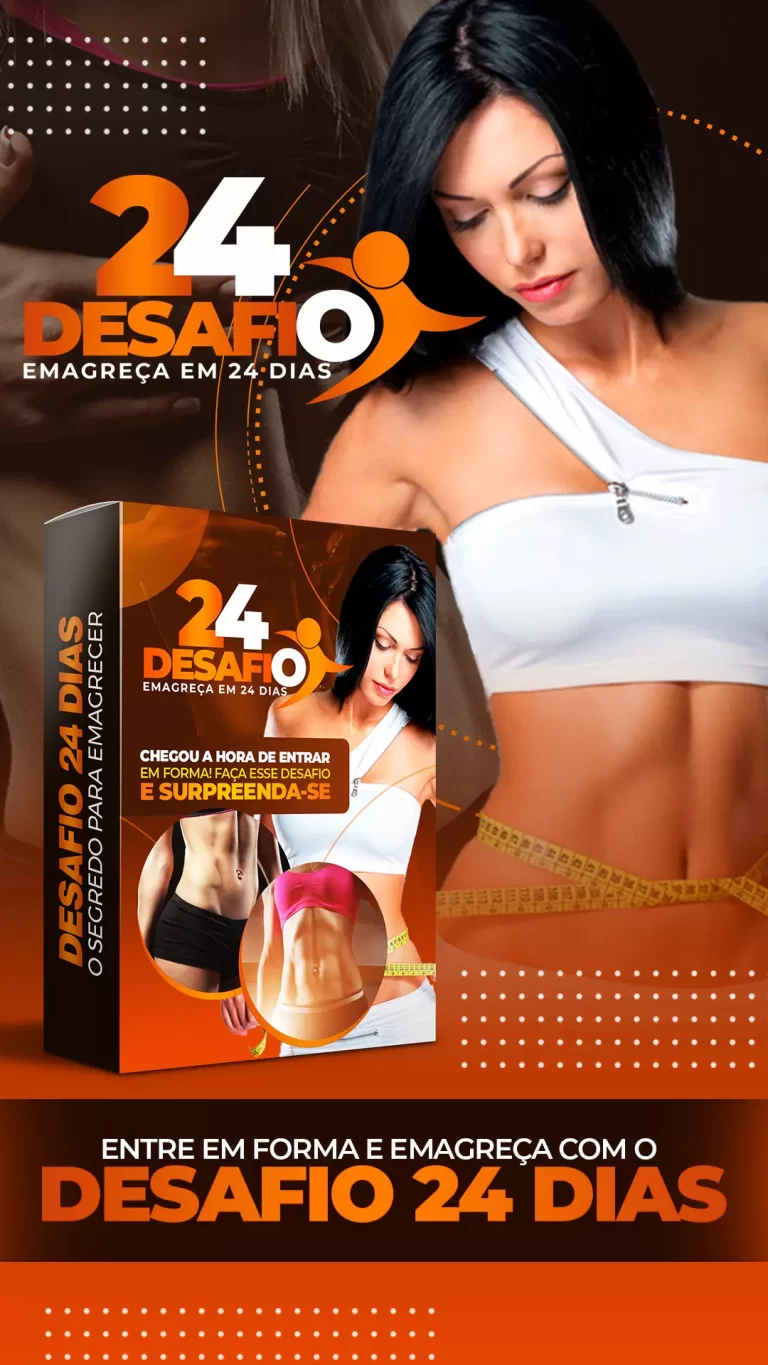 24
DESAFIO
EMAGREÇA EM 24 DIAS
DESAFIO 24 DIAS
O SEGREDO PARA EMAGRECER
24
DESAFIO
EMAGREÇA EM 24 DIAS
CHEGOU A HORA DE ENTRAR
EM FORMA! FAÇA ESSE DESAFIO
E SURPREENDA-SE
ENTRE EM FORMA E EMAGREÇA COM O
DESAFIO 24 DIAS